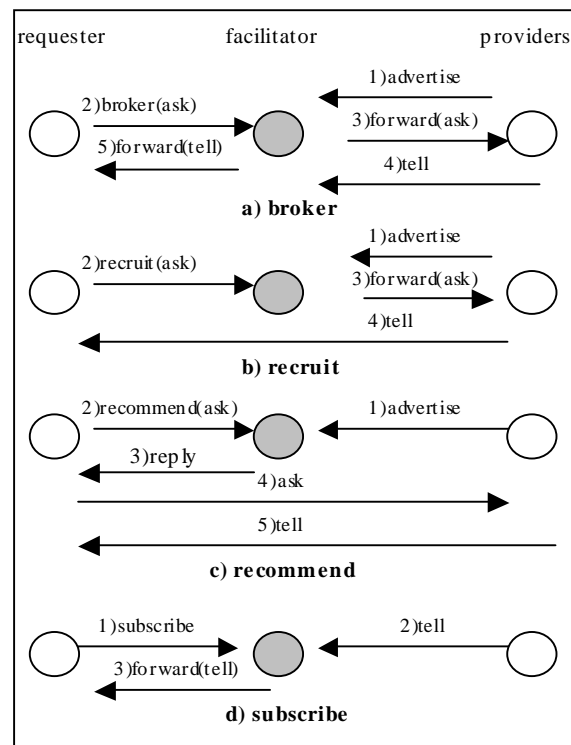 requester facilitator providers
1)advertise
2)broker(ask)
3)forward(ask)
5)forward(tell)
4)tell
a) broker
1)advertise
2)recruit(ask)
3)forward(ask)
4)tell
b) recruit
2)recommend(ask) 1)advertise
3)reply
4)ask
5)tell
c) recommend
1)subscribe 2)tell
3)forward(tell)
d) subscribe